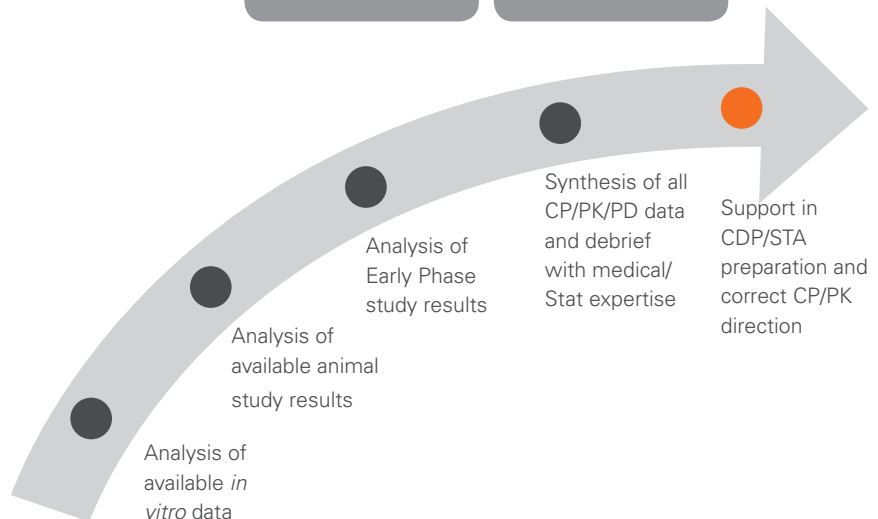 Analysis of
available in
vitro data
Analysis of
available animal
study results
Analysis of
Early Phase
study results
Synthesis of all
CP/PK/PD data
and debrief
with medical/
Stat expertise
Support in
CDP/STA
preparation and
correct CP/PK
direction